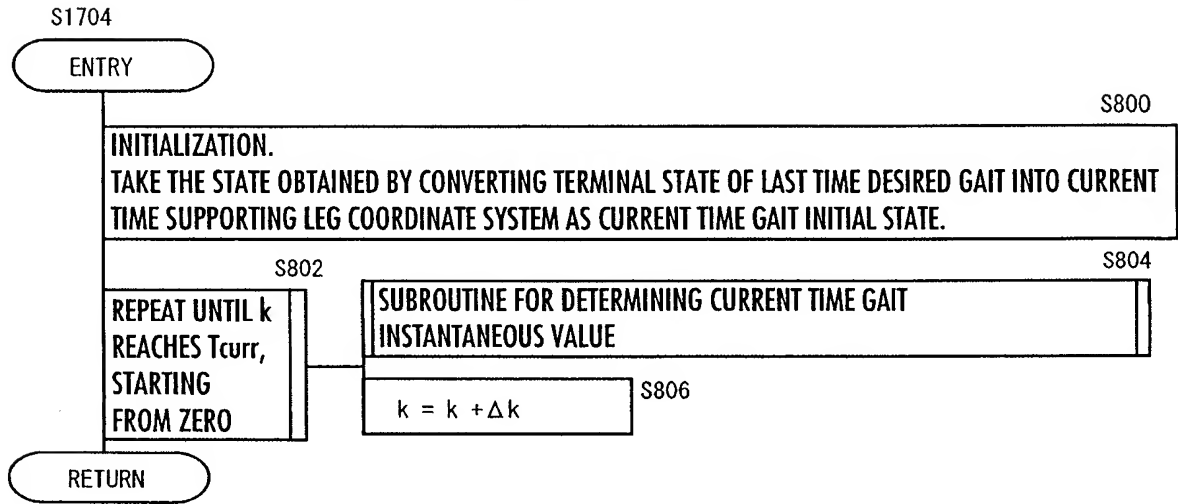 S1704
ENTRY
S800
INITIALIZATION.
TAKE THE STATE OBTAINED BY CONVERTING TERMINAL STATE OF LAST TIME DESIRED GAIT INTO CURRENT
TIME SUPPORTING LEG COORDINATE SYSTEM AS CURRENT TIME GAIT INITIAL STATE.
S802
REPEAT UNTIL k
REACHES Tcurr,
STARTING
FROM ZERO
S804
SUBROUTINE FOR DETERMINING CURRENT TIME GAIT
INSTANTANEOUS VALUE
S806
k = k +Δk
RETURN